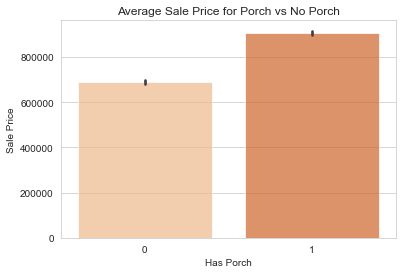 Average Sale Price for Porch vs No Porch
Sale Price
800000
600000
400000
200000
0
0 1
Has Porch